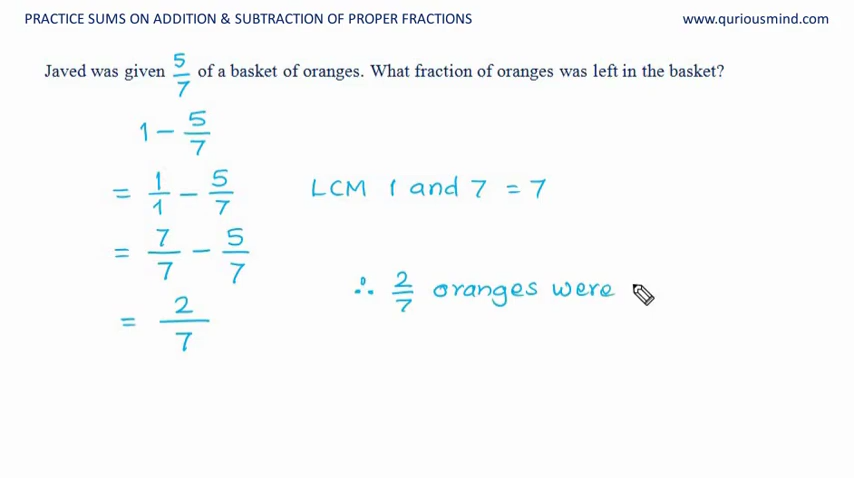 PRACTICE SUMS ON ADDITION & SUBTRACTION OF PROPER FRACTIONS www.quriousmind.com
Javed was given 5/7 of a basket of oranges. What fraction of oranges was left in the basket?
1 - 5/7
= 1/1 - 5/7 LCM 1 and 7 = 7
= 7/7 - 5/7
∴ 2/7 oranges were
= 2/7